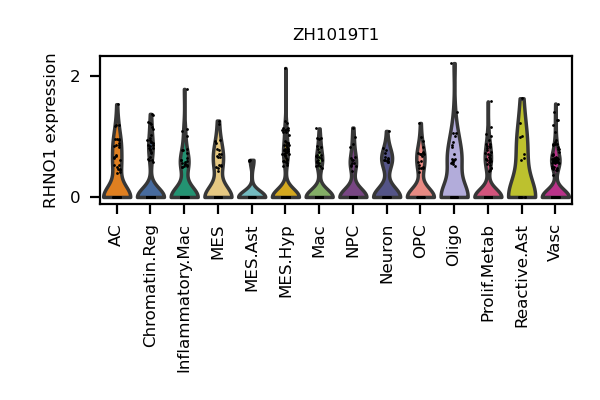 ZH1019T1
RHNO1 expression
2
0
AC
Chromatin.Reg
Inflammatory.Mac
MES
MES.Ast
MES.Hyp
Mac
NPC
Neuron
OPC
Oligo
Prolif.Metab
Reactive.Ast
Vasc